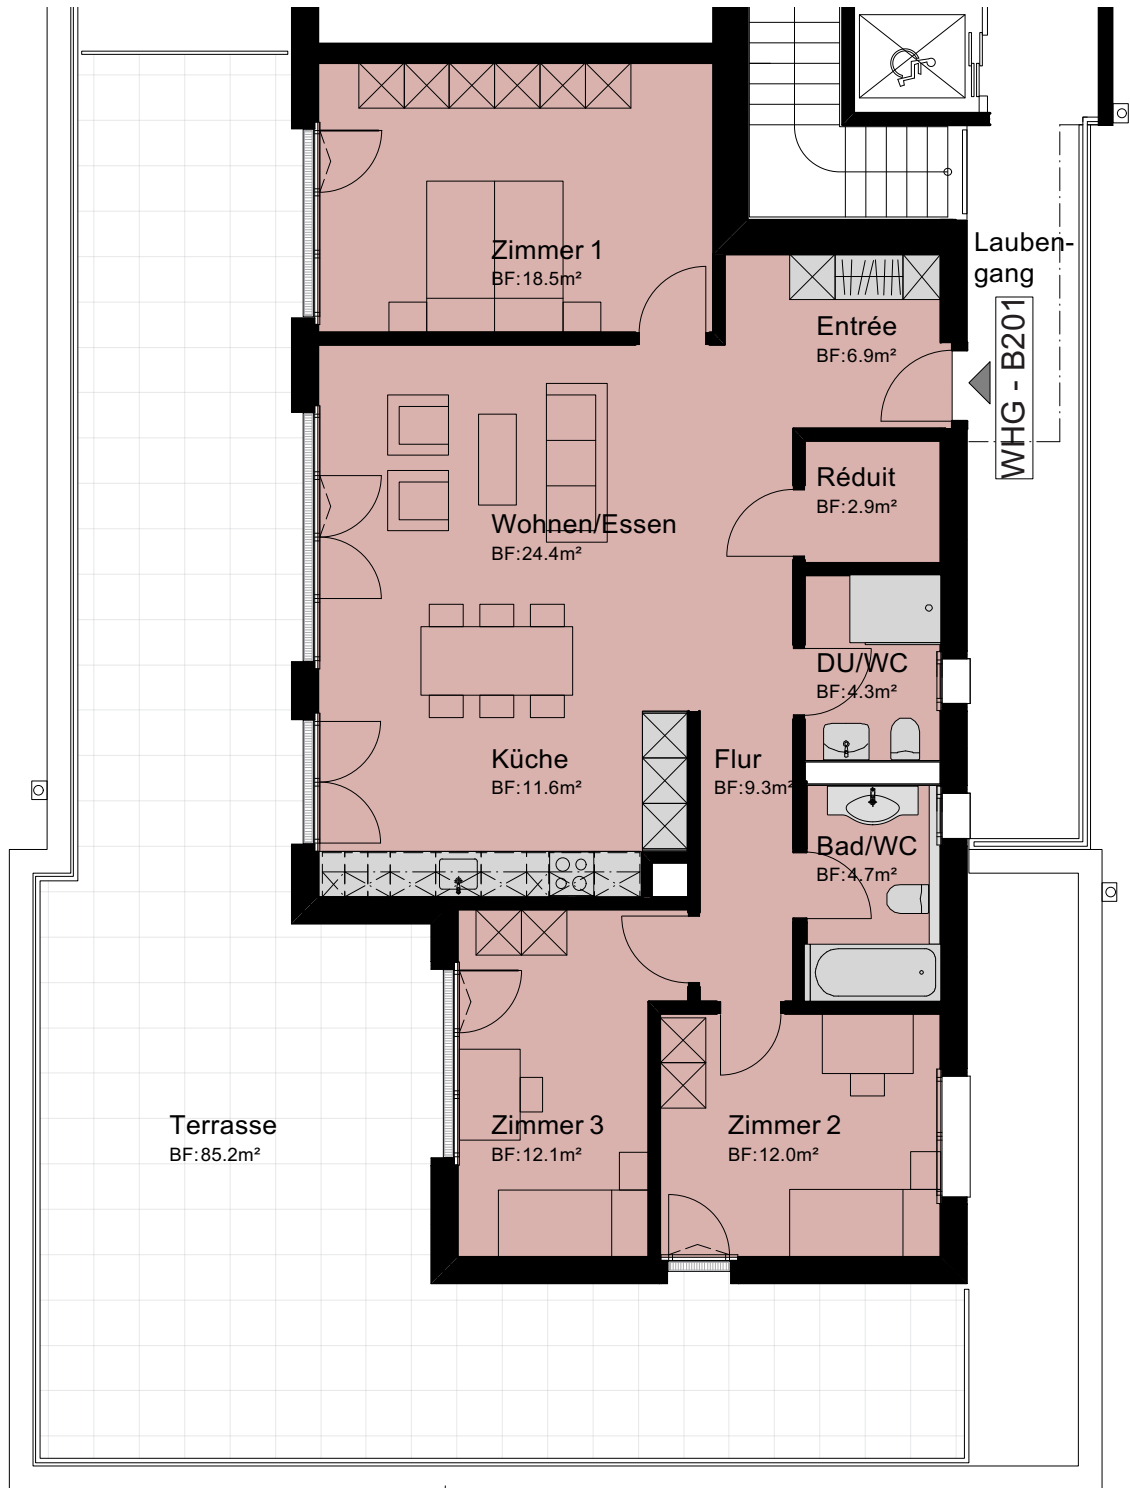 Zimmer 1
BF:18.5m²
Lauben-
gang
WHG - B201
Entrée
BF:6.9m²
Réduit
BF:2.9m²
Wohnen/Essen
BF:24.4m²
DU/WC
BF:4.3m²
Küche
BF:11.6m²
Flur
BF:9.3m²
Bad/WC
BF:4.7m²
Terrasse
BF:85.2m²
Zimmer 3
BF:12.1m²
Zimmer 2
BF:12.0m²